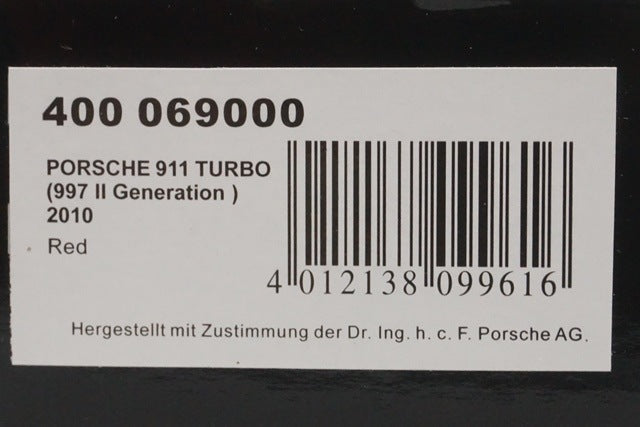 400 069000
PORSCHE 911 TURBO
(997 II Generation )
2010
Red
4 012138 099616
Hergestellt mit Zustimmung der Dr. Ing. h. c. F. Porsche AG.